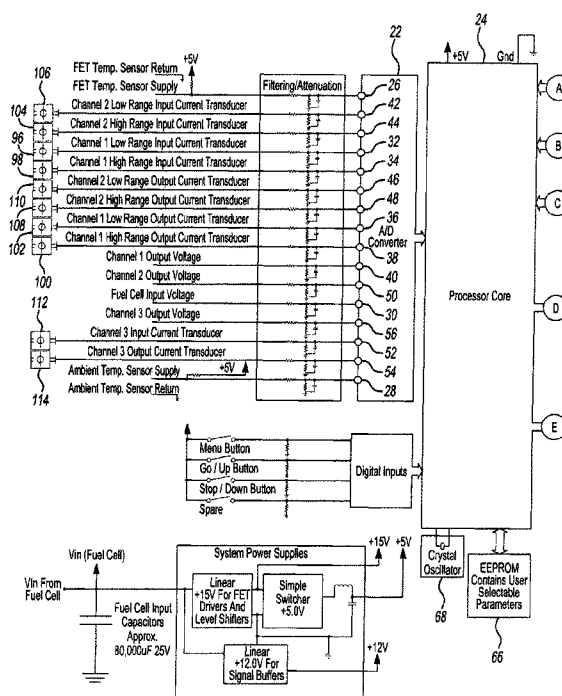 22
24
+5V
Gnd
FET Temp. Sensor Return
+5V
106
FET Temp. Sensor Supply
Filtering/Attenuation
26
A
104
Channel 2 Low Range Input Current Transducer
42
96
Channel 2 High Range Input Current Transducer
44
B
98
Channel 1 Low Range Input Current Transducer
32
Channel 1 High Range Input Current Transducer
34
110
Channel 2 Low Range Output Current Transducer
46
C
108
Channel 2 High Range Output Current Transducer
48
Channel 1 Low Range Output Current Transducer
36
102
Channel 1 High Range Output Current Transducer
A/D
Converter
38
100
Channel 1 Output Voltage
40
Channel 2 Output Voltage
50
Processor Core
Fuel Cell Input Voltage
30
D
112
Channel 3 Output Voltage
56
Channel 3 Input Current Transducer
52
Channel 3 Output Current Transducer
54
114
Ambient Temp. Sensor Supply
+5V
28
Ambient Temp. Sensor Return
E
Menu Button
Go / Up Button
Stop / Down Button
Spare
Digital Inputs
Crystal
Oscillator
68
EEPROM
Contains User
Selectable
Parameters
66
Vin (Fuel Cell)
System Power Supplies
+15V
+5V
VIn From
Fuel Cell
Linear
+15V For FET
Drivers And
Level Shifters
Simple
Switcher
+5.0V
Fuel Cell Input
Capacitors
Approx.
80,000uF 25V
Linear
+12.0V For
Signal Buffers
+12V